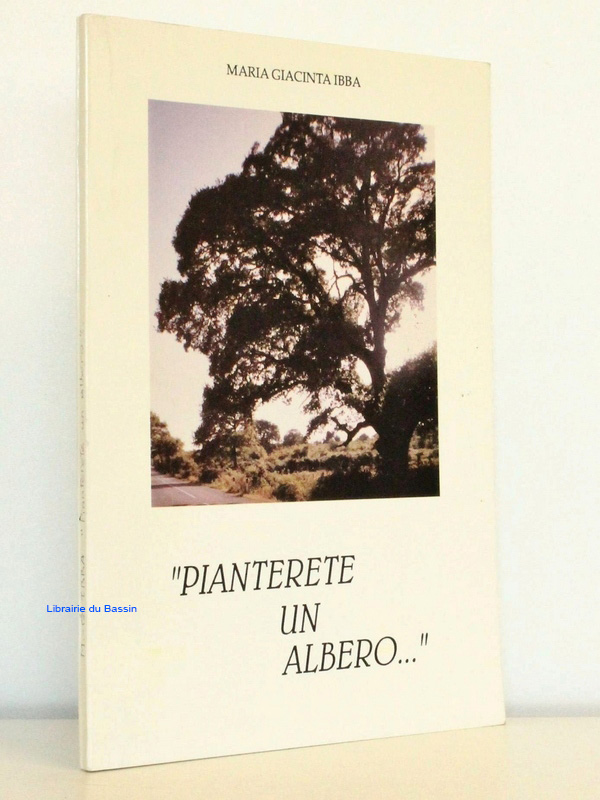 MARIA GIACINTA IBBA
"PIANTERETE
UN
ALBERO..."
Librairie du Bassin